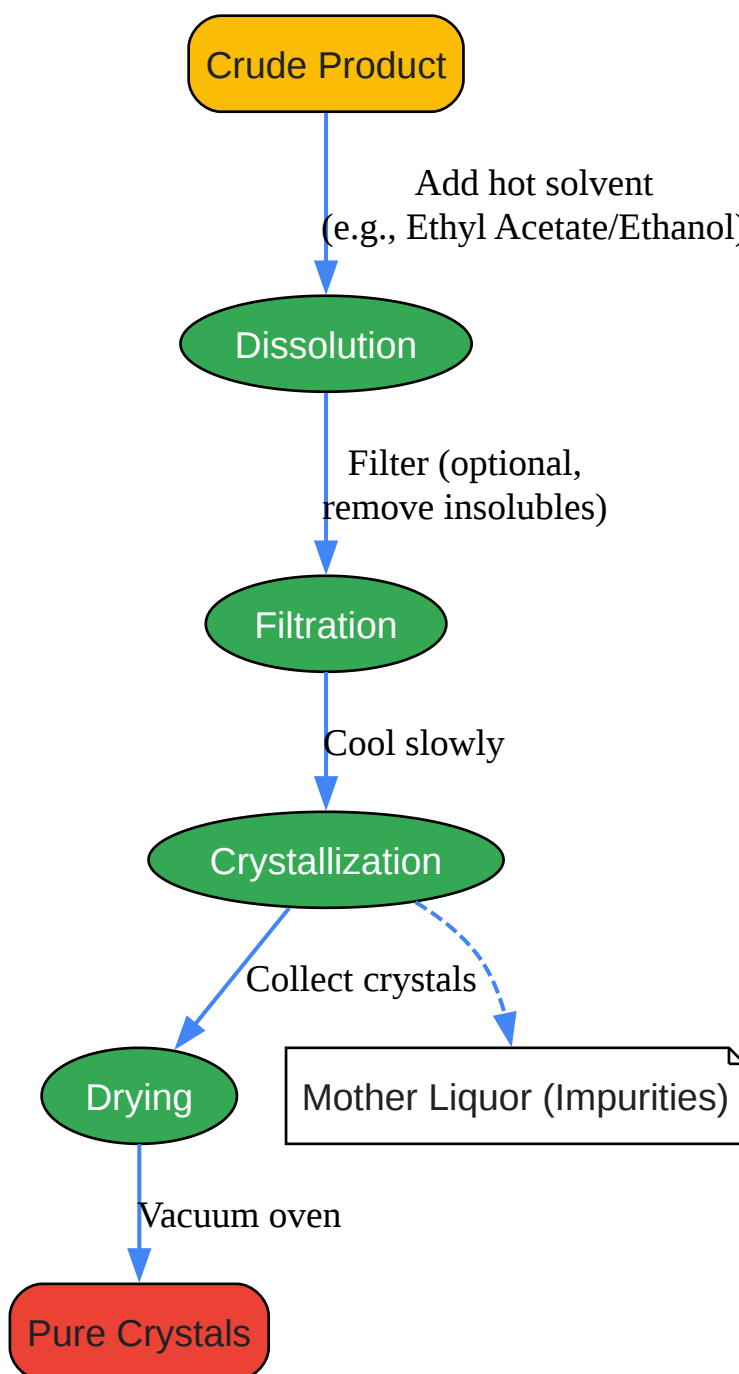 Crude Product
Add hot solvent
(e.g., Ethyl Acetate/Ethanol)
Dissolution
Filter (optional,
remove insolubles)
Filtration
Cool slowly
Crystallization
Collect crystals
Drying
Mother Liquor (Impurities)
Vacuum oven
Pure Crystals